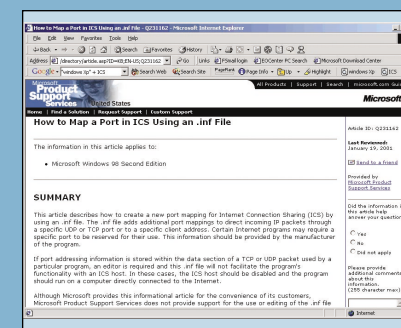 How to Map a Port in ICS Using an .inf File - Q231162 - Microsoft Internet Explorer
File Edit View Favorites Tools Help
Back Search Favorites History
Address /directory/article.asp?ID=KB;EN-US;Q231162 Go Links Download Center
Google "windows Xp" + ICS Search Web Search Site PageRank Page Info Up Highlight windows Xp ICS
All Products | Support | Search | microsoft.com Gui
Microsoft
Product
Support
Services United States
Microsof
Home | Find a Solution | Request Support | Custom Support
How to Map a Port in ICS Using an .inf File
The information in this article applies to:
Microsoft Windows 98 Second Edition
SUMMARY
This article describes how to create a new port mapping for Internet Connection Sharing (ICS) by
using an .inf file. The .inf file adds additional port mappings to direct incoming IP packets through
a specific UDP or TCP port or to a specific client address. Certain Internet programs may require a
specific port to be reserved for their use. This information should be provided by the manufacturer
of the program.
If port addressing information is stored within the data section of a TCP or UDP packet used by a
particular program, an editor is required and this .inf file will not facilitate the program's
functionality with an ICS host. In these cases, the ICS host should be disabled and the program
should run on a computer directly connected to the Internet.
Although Microsoft provides this informational article for the convenience of its customers,
Microsoft Product Support Services does not provide support for the use or editing of the .inf file
Article ID: Q231162
Last Reviewed:
January 19, 2001
Send to a friend
Provided by
Microsoft Product
Support Services
Did the information i
this article help
answer your question
Yes
No
Did not apply
Please provide
additional comments
about this
information.
(255 character max)
Internet